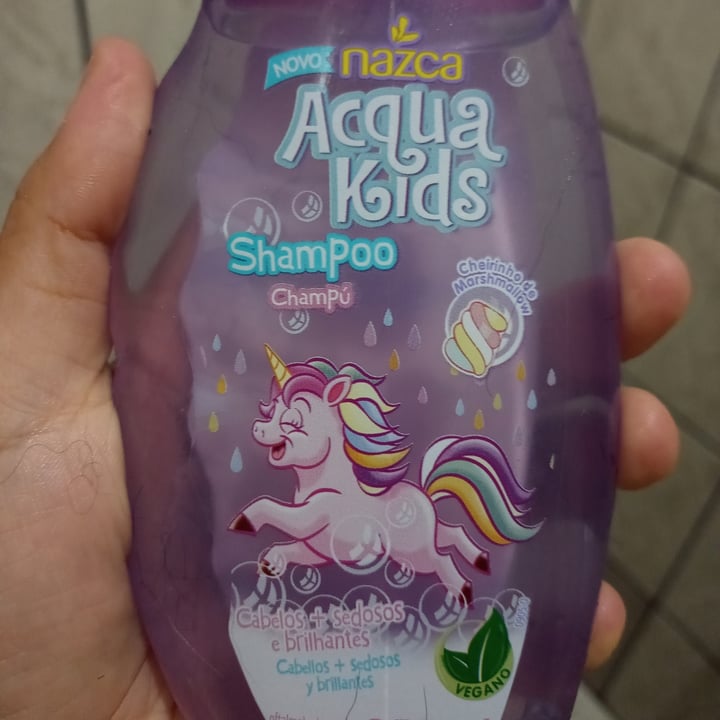 NOVO
nazca
Acqua
Kids
Shampoo
Champú
Cheirinho de
Marshmallow
Cabelos + sedosos
e brilhantes
Cabellos + sedosos
y brillantes
VEGANO